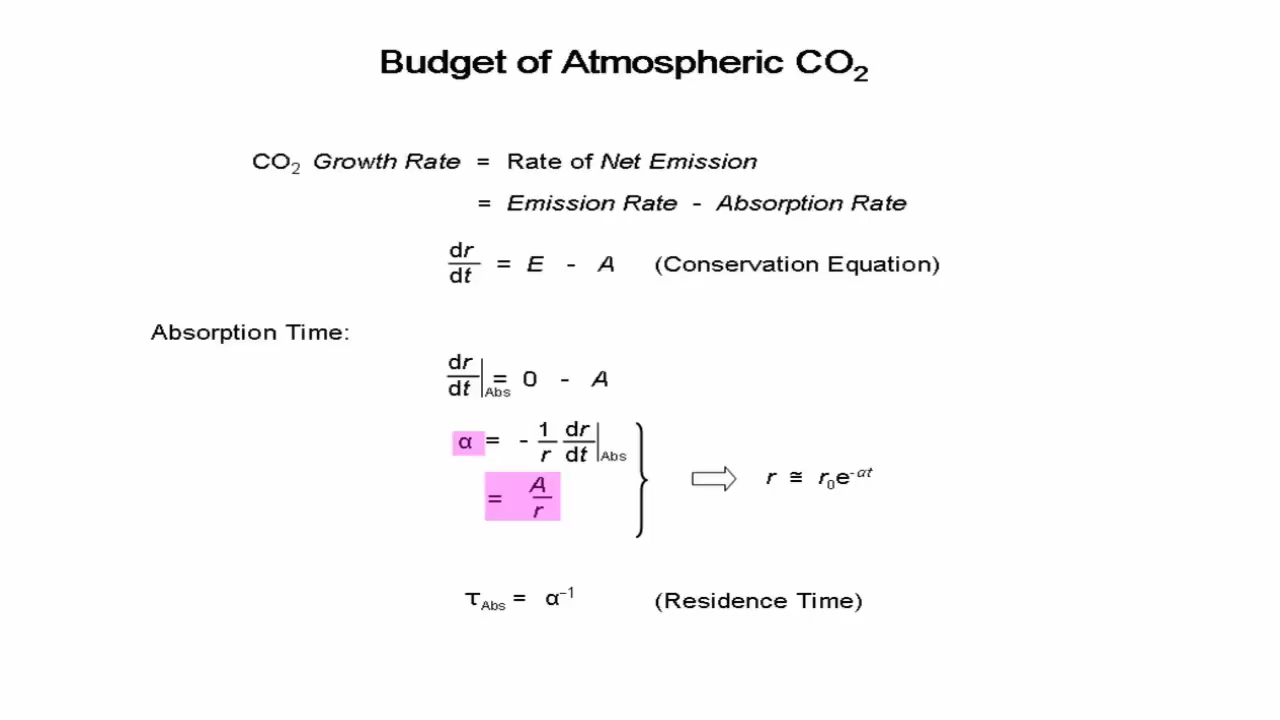 Budget of Atmospheric CO₂
CO₂ Growth Rate = Rate of Net Emission
= Emission Rate - Absorption Rate
dr/dt = E - A (Conservation Equation)
Absorption Time:
dr/dt|Abs = 0 - A
α = - 1/r dr/dt|Abs
= A/r
r ≅ r₀e^-αt
τAbs = α⁻¹ (Residence Time)